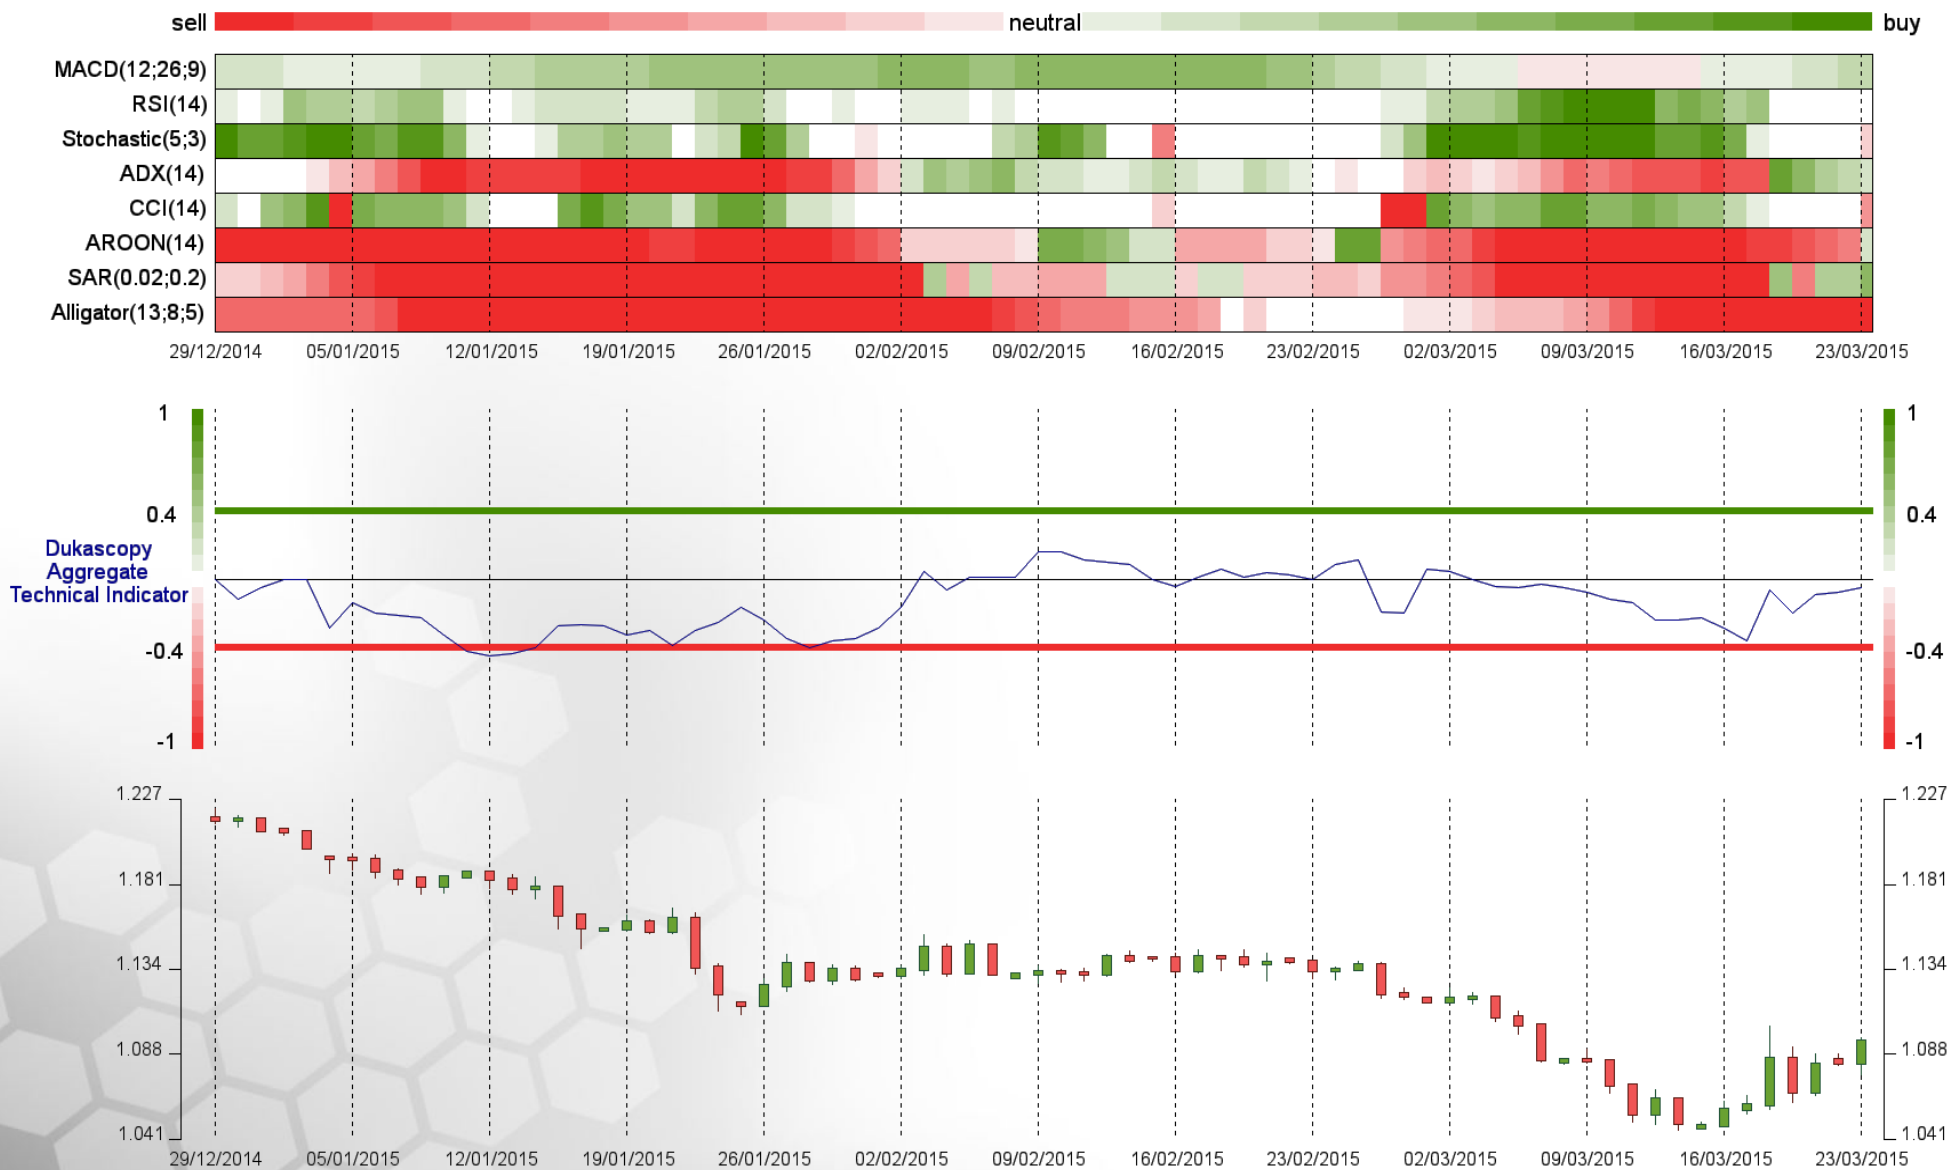 sell neutral buy
MACD(12;26;9)
RSI(14)
Stochastic(5;3)
ADX(14)
CCI(14)
AROON(14)
SAR(0.02;0.2)
Alligator(13;8;5)
29/12/2014 05/01/2015 12/01/2015 19/01/2015 26/01/2015 02/02/2015 09/02/2015 16/02/2015 23/02/2015 02/03/2015 09/03/2015 16/03/2015 23/03/2015
1 1
0.4 0.4
Dukascopy
Aggregate
Technical Indicator
-0.4 -0.4
-1 -1
1.227 1.227
1.181 1.181
1.134 1.134
1.088 1.088
1.041 1.041
29/12/2014 05/01/2015 12/01/2015 19/01/2015 26/01/2015 02/02/2015 09/02/2015 16/02/2015 23/02/2015 02/03/2015 09/03/2015 16/03/2015 23/03/2015